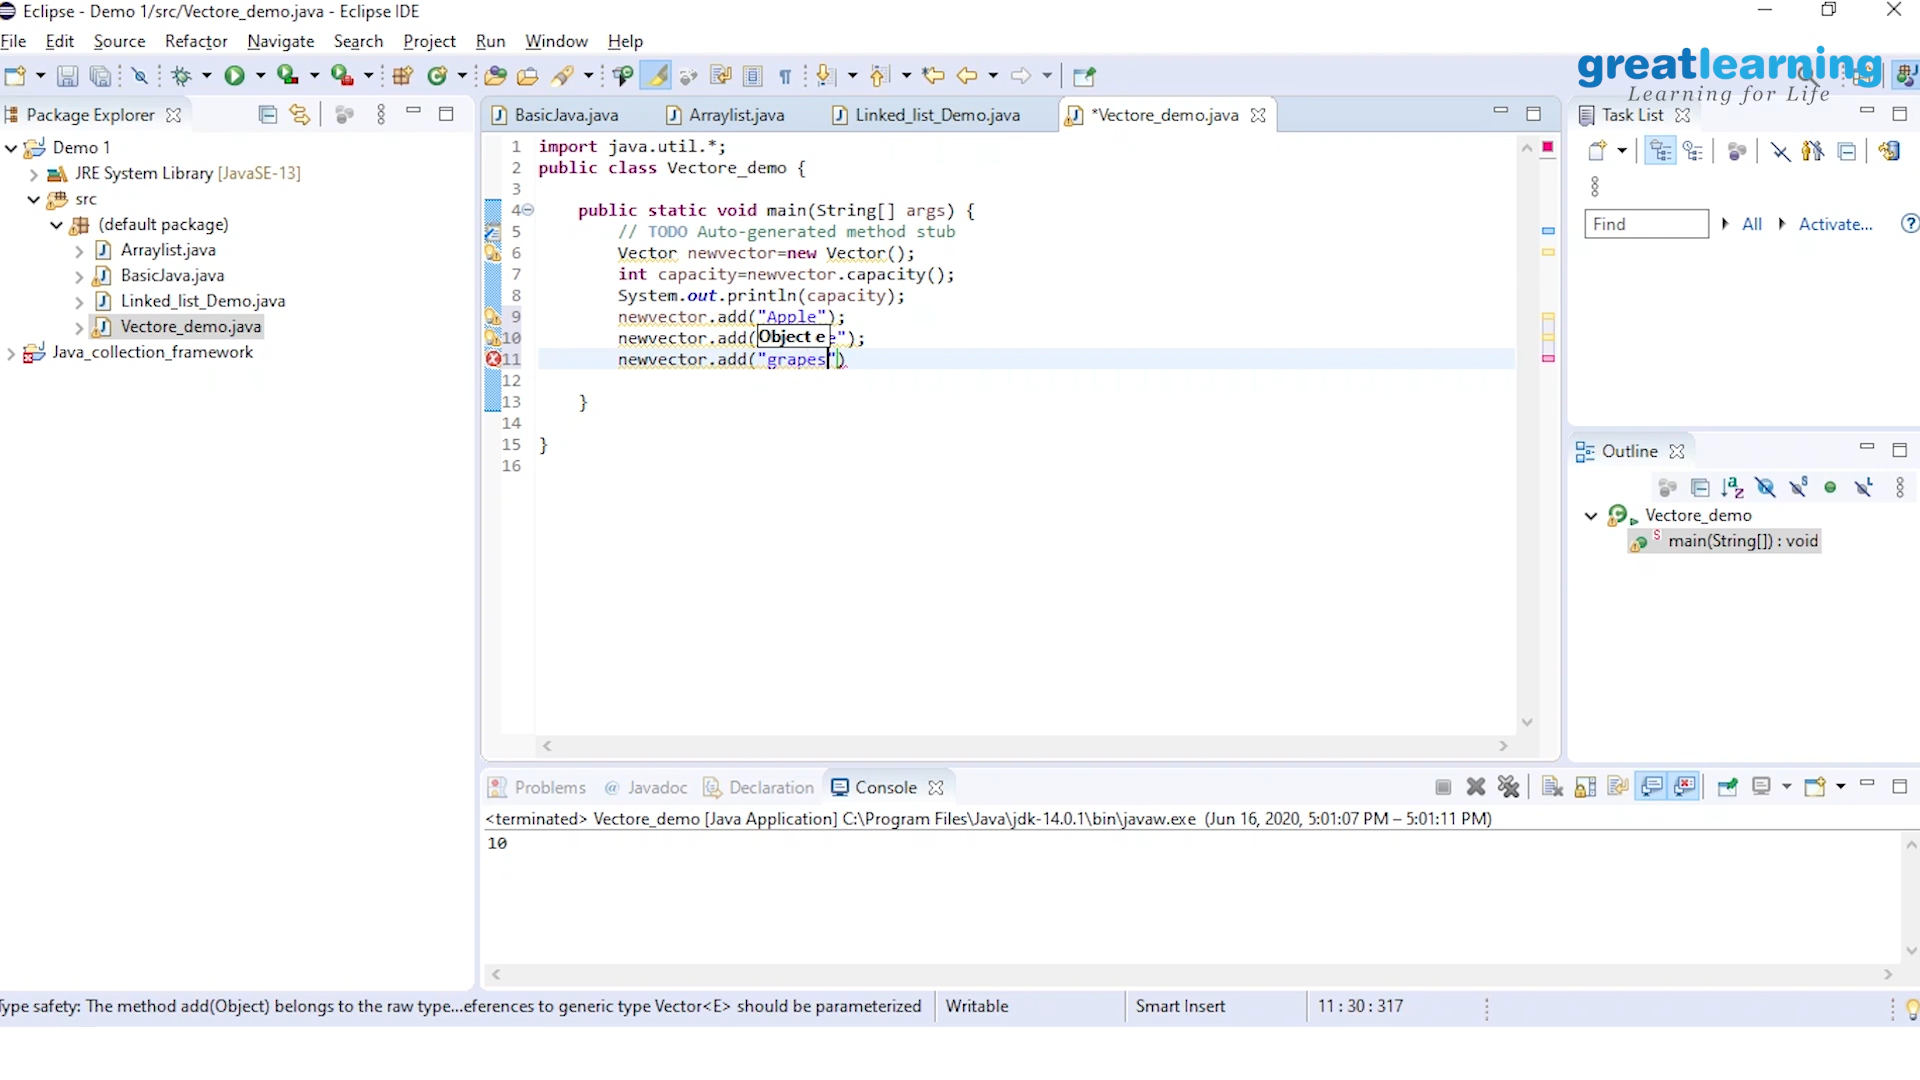 Eclipse - Demo 1/src/Vectore_demo.java - Eclipse IDE
File Edit Source Refactor Navigate Search Project Run Window Help
greatlearning
Learning for Life
Package Explorer
BasicJava.java
Arraylist.java
Linked_list_Demo.java
*Vectore_demo.java
Task List
Demo 1
JRE System Library [JavaSE-13]
src
(default package)
Arraylist.java
BasicJava.java
Linked_list_Demo.java
Vectore_demo.java
Java_collection_framework
1 import java.util.*;
2 public class Vectore_demo {
3
4 public static void main(String[] args) {
5 // TODO Auto-generated method stub
6 Vector newvector=new Vector();
7 int capacity=newvector.capacity();
8 System.out.println(capacity);
9 newvector.add("Apple");
10 newvector.add(Object e e");
11 newvector.add("grapes")
12
13 }
14
15 }
16
Find All Activate...
Outline
Vectore_demo
main(String[]) : void
Problems @ Javadoc Declaration Console
<terminated> Vectore_demo [Java Application] C:\Program Files\Java\jdk-14.0.1\bin\javaw.exe (Jun 16, 2020, 5:01:07 PM – 5:01:11 PM)
10
Type safety: The method add(Object) belongs to the raw type...eferences to generic type Vector<E> should be parameterized Writable Smart Insert 11 : 30 : 317